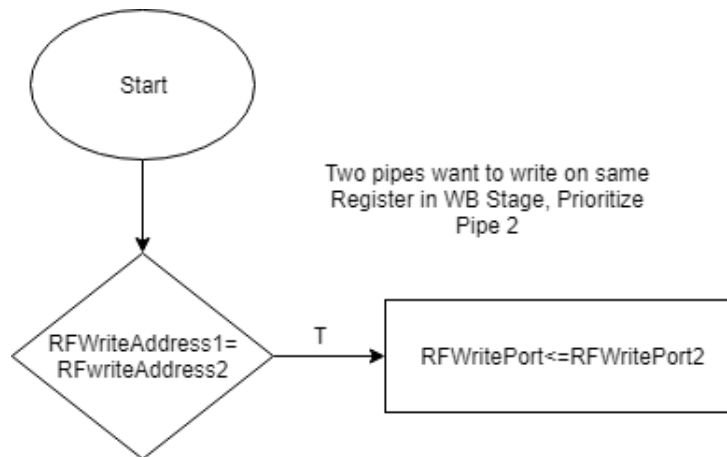 Start
Two pipes want to write on same
Register in WB Stage, Prioritize
Pipe 2
RFWriteAddress1=
RFwriteAddress2
T
RFWritePort<=RFWritePort2